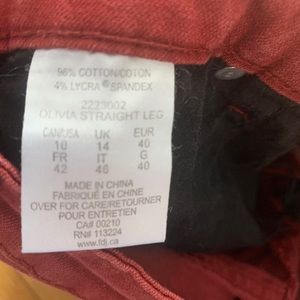 96% COTTON/COTON
4% LYCRA® SPANDEX
2223002
OLIVIA STRAIGHT LEG
CAN/USA UK EUR
10 14 40
FR IT G
42 46 40
MADE IN CHINA
FABRIQUÉ EN CHINE
OVER FOR CARE/RETOURNER
POUR ENTRETIEN
CA# 00210
RN# 113224
www.fdj.ca